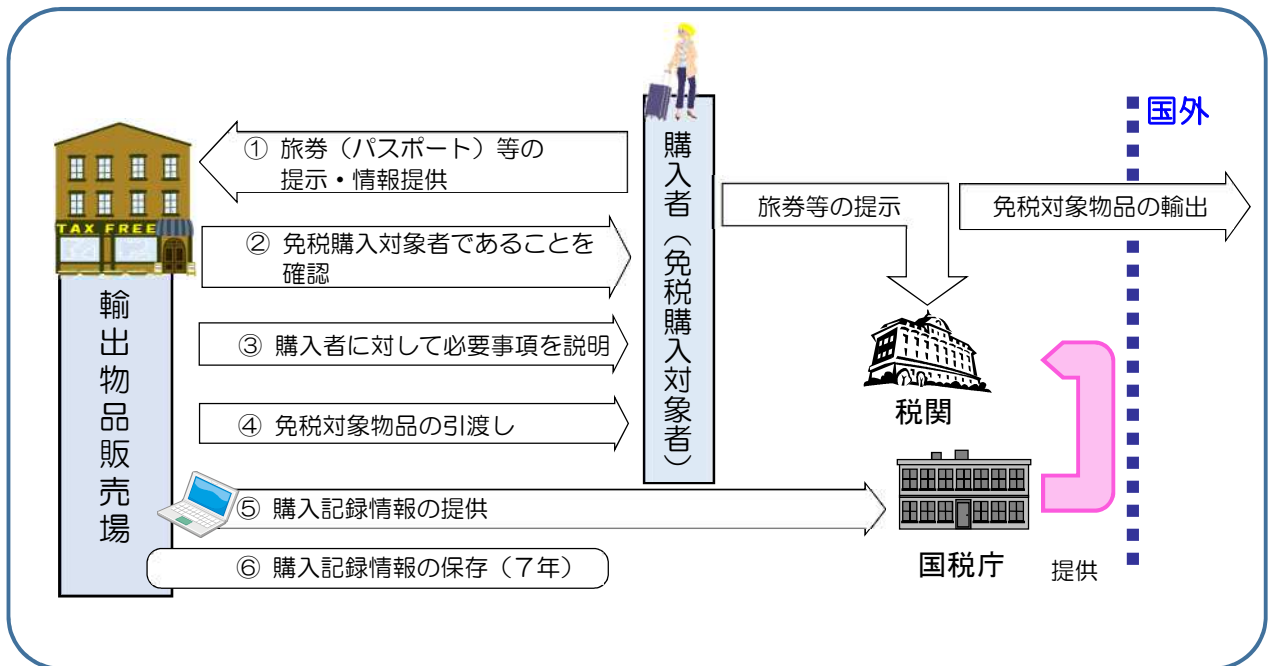 国外
① 旅券（パスポート）等の
提示・情報提供
TAX FREE
② 免税購入対象者であることを
確認
③ 購入者に対して必要事項を説明
④ 免税対象物品の引渡し
⑤ 購入記録情報の提供
⑥ 購入記録情報の保存（７年）
輸出物品販売場
購入者（免税購入対象者）
旅券等の提示
免税対象物品の輸出
税関
国税庁
提供